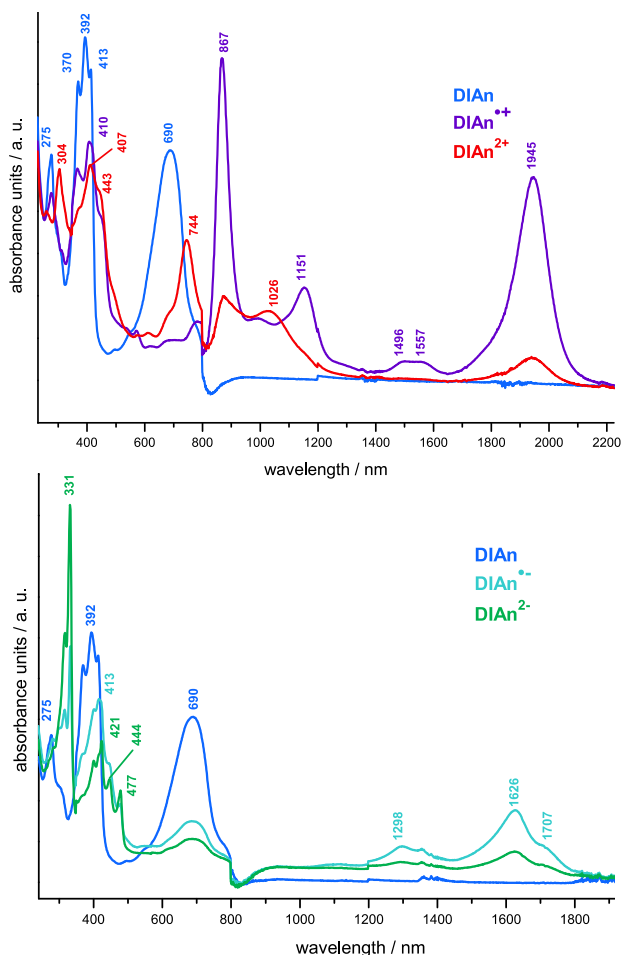 392
867
370
413
DIAn
DIAn•+
DIAn2+
275
690
410
407
1945
304
443
744
1151
1026
1496
1557
absorbance units / a. u.
400 600 800 1000 1200 1400 1600 1800 2000 2200
wavelength / nm
331
DIAn
DIAn•-
DIAn2-
392
413
275
690
421
444
477
1298
1626
1707
absorbance units / a. u.
400 600 800 1000 1200 1400 1600 1800
wavelength / nm